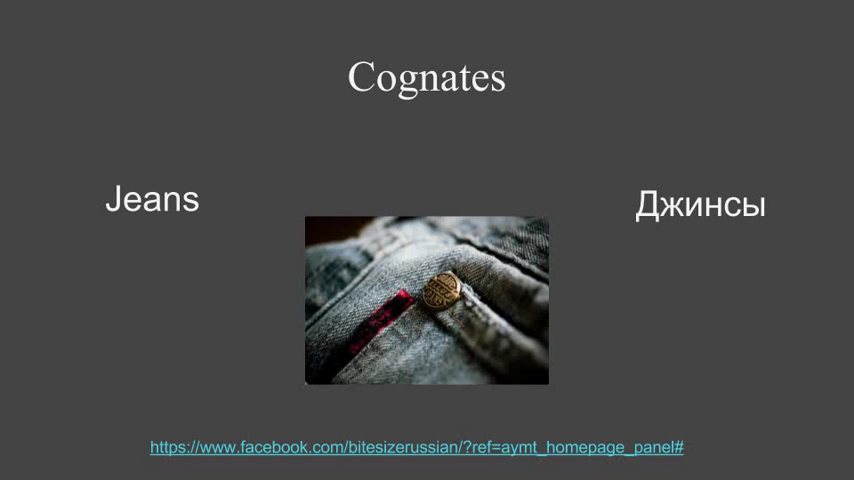 Cognates
Jeans
Джинсы
https://www.facebook.com/bitesizerussian/?ref=aymt_homepage_panel#